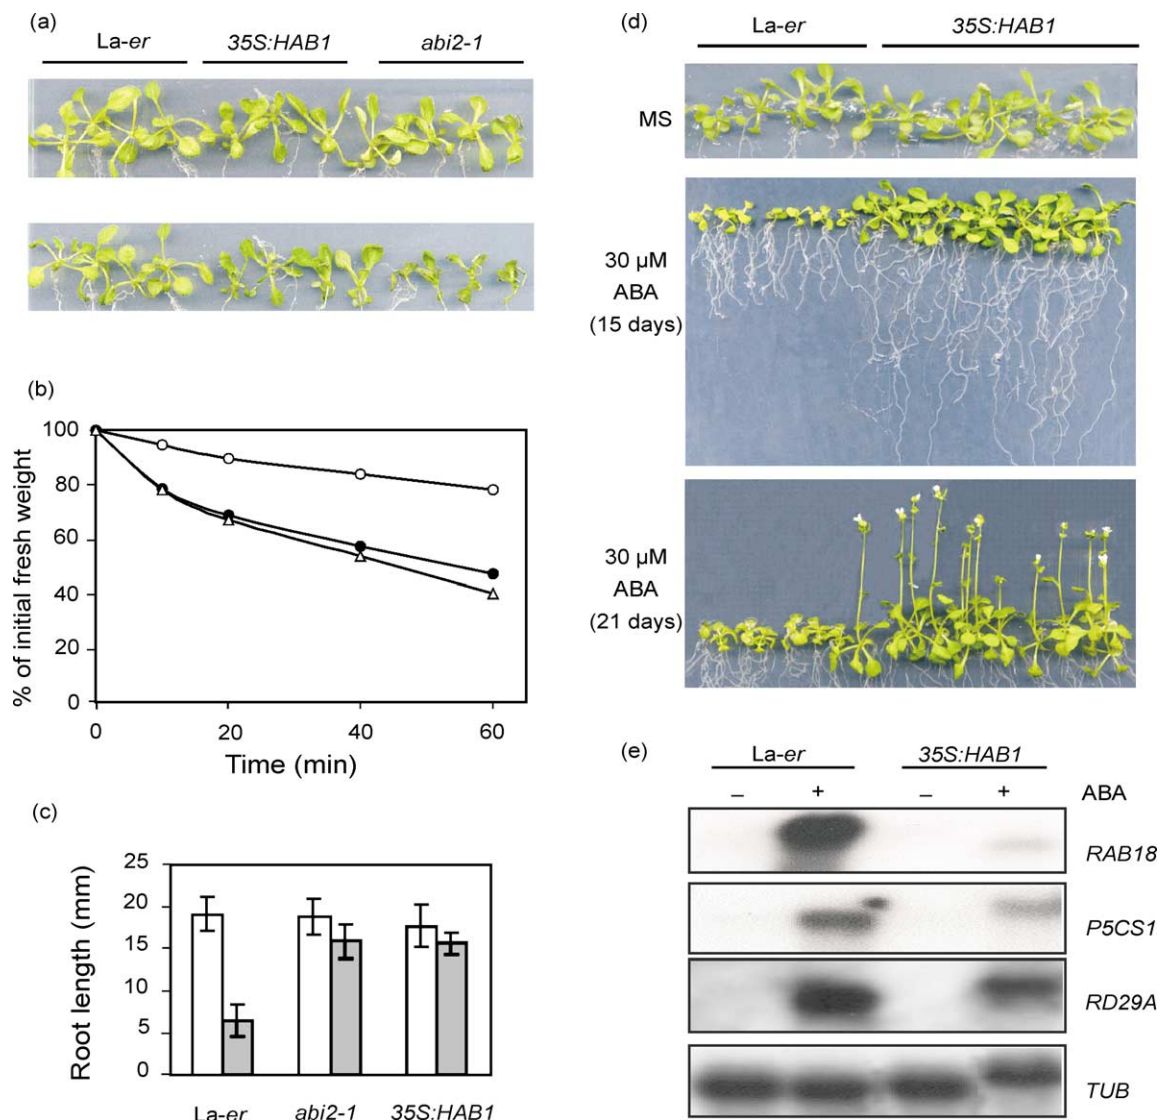 (a)
La-er 35S:HAB1 abi2-1
(b)
100
80
60
40
20
0
% of initial fresh weight
0 20 40 60
Time (min)
(c)
25
20
15
10
5
0
Root length (mm)
La-er abi2-1 35S:HAB1
(d)
La-er 35S:HAB1
MS
30 µM
ABA
(15 days)
30 µM
ABA
(21 days)
(e)
La-er 35S:HAB1
– + – + ABA
RAB18
P5CS1
RD29A
TUB